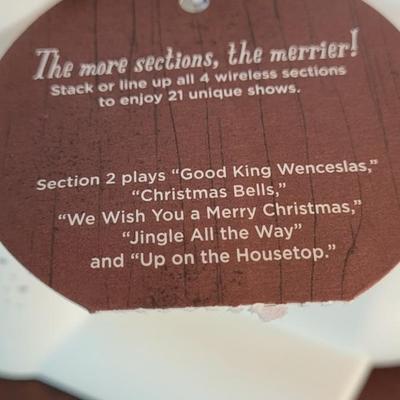 The more sections, the merrier!
Stack or line up all 4 wireless sections
to enjoy 21 unique shows.
Section 2 plays “Good King Wenceslas,”
“Christmas Bells,”
“We Wish You a Merry Christmas,”
“Jingle All the Way”
and “Up on the Housetop.”